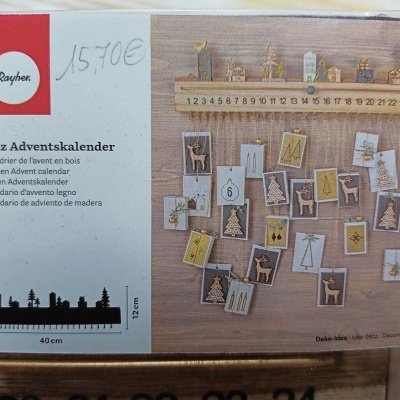 Rayher.
15,70€
z Adventskalender
drier de l'avent en bois
en Advent calendar
en Adventskalender
dario d'avvento legno
dario de adviento de madera
12 cm
40 cm
1 2 3 4 5 6 7 8 9 10 11 12 13 14 15 16 17 18 19 20 21 22
6
Deko-Idee